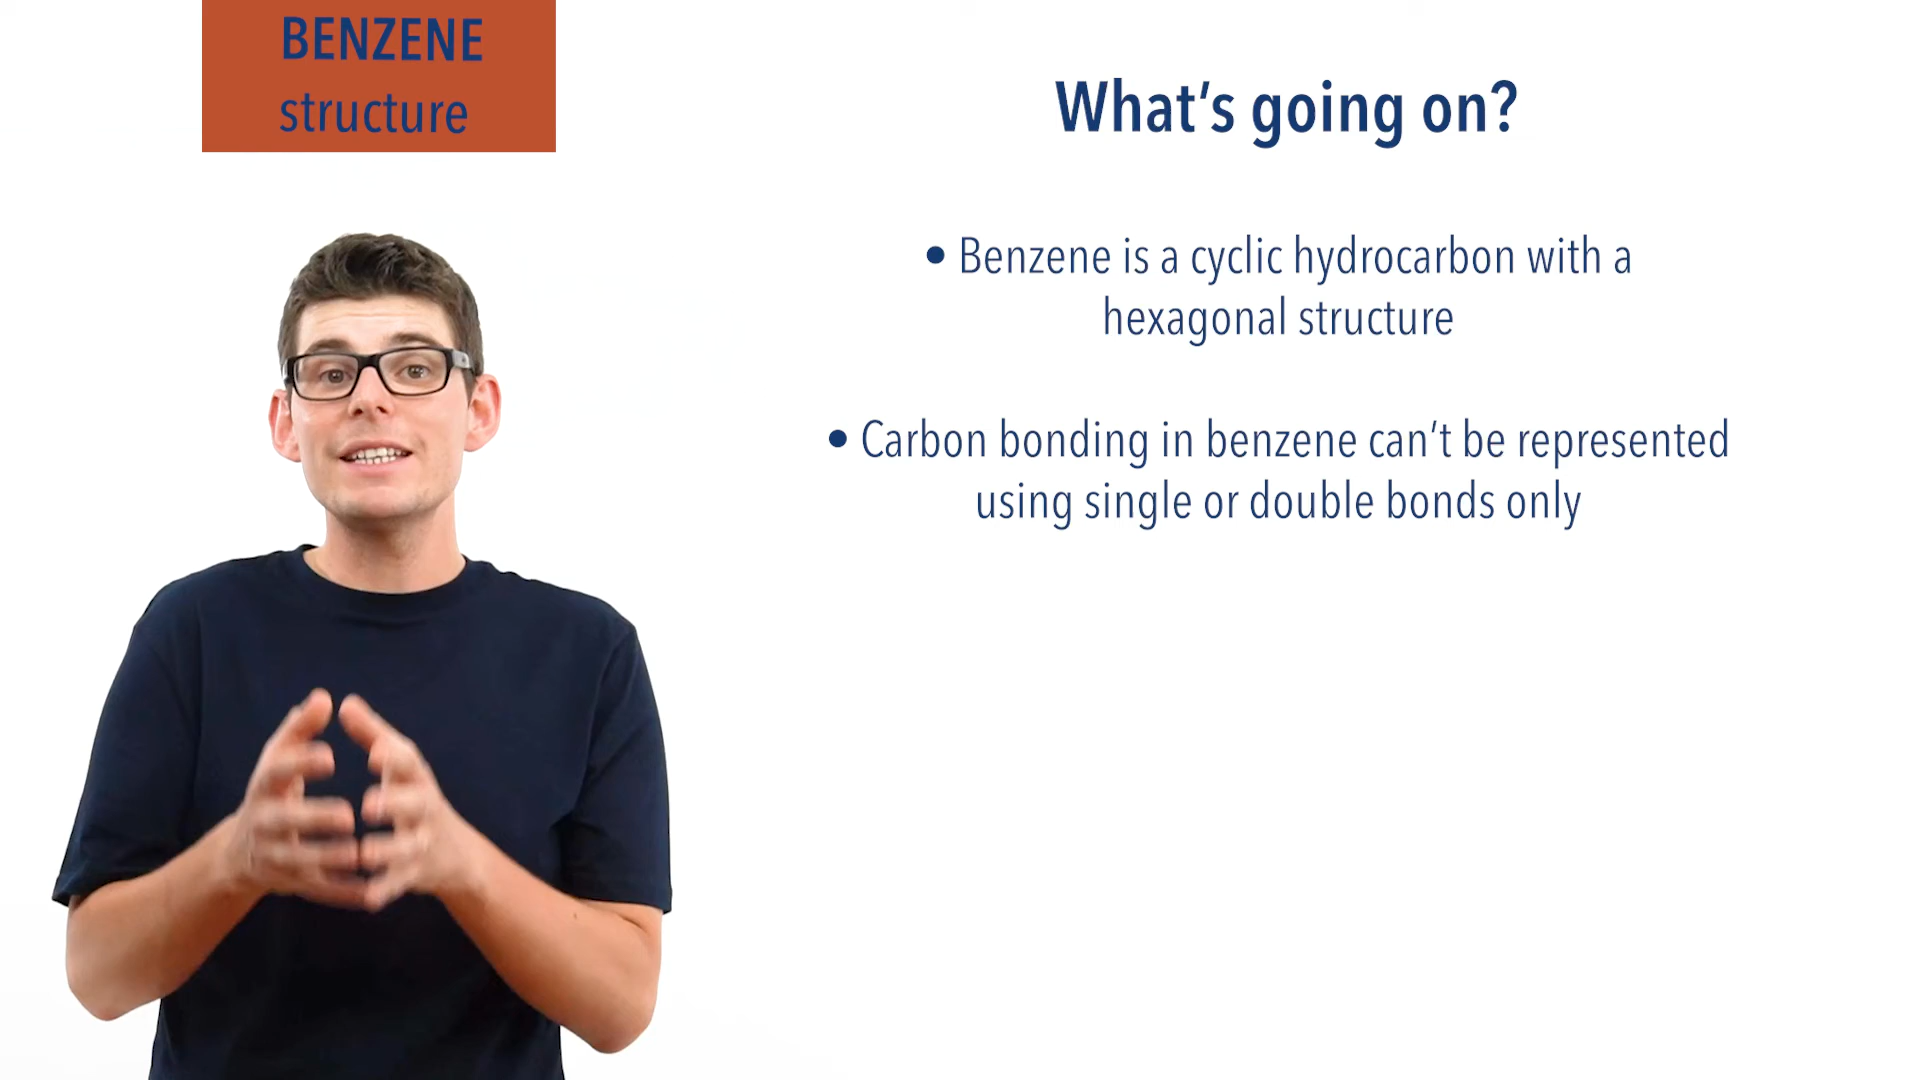 BENZENE
structure
What’s going on?
• Benzene is a cyclic hydrocarbon with a
hexagonal structure
• Carbon bonding in benzene can’t be represented
using single or double bonds only